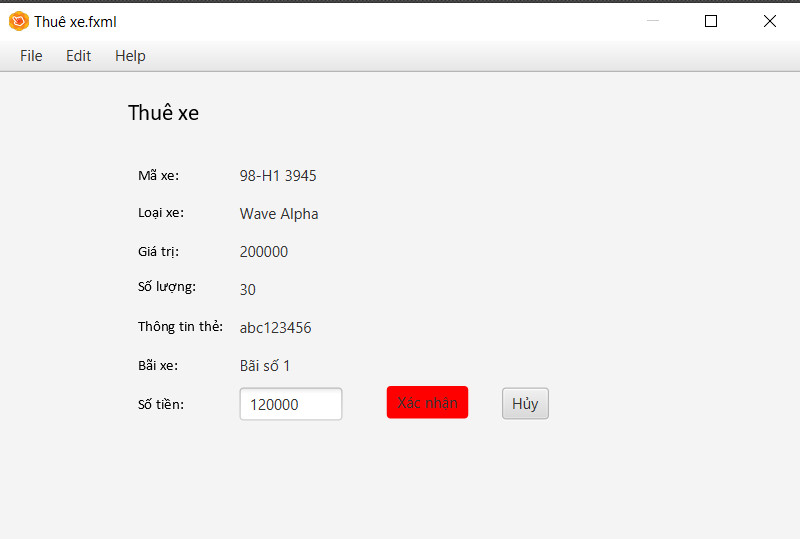 Thuê xe.fxml
File Edit Help
Thuê xe
Mã xe: 98-H1 3945
Loại xe: Wave Alpha
Giá trị: 200000
Số lượng: 30
Thông tin thẻ: abc123456
Bãi xe: Bãi số 1
Số tiền: 120000 Xác nhân Hủy